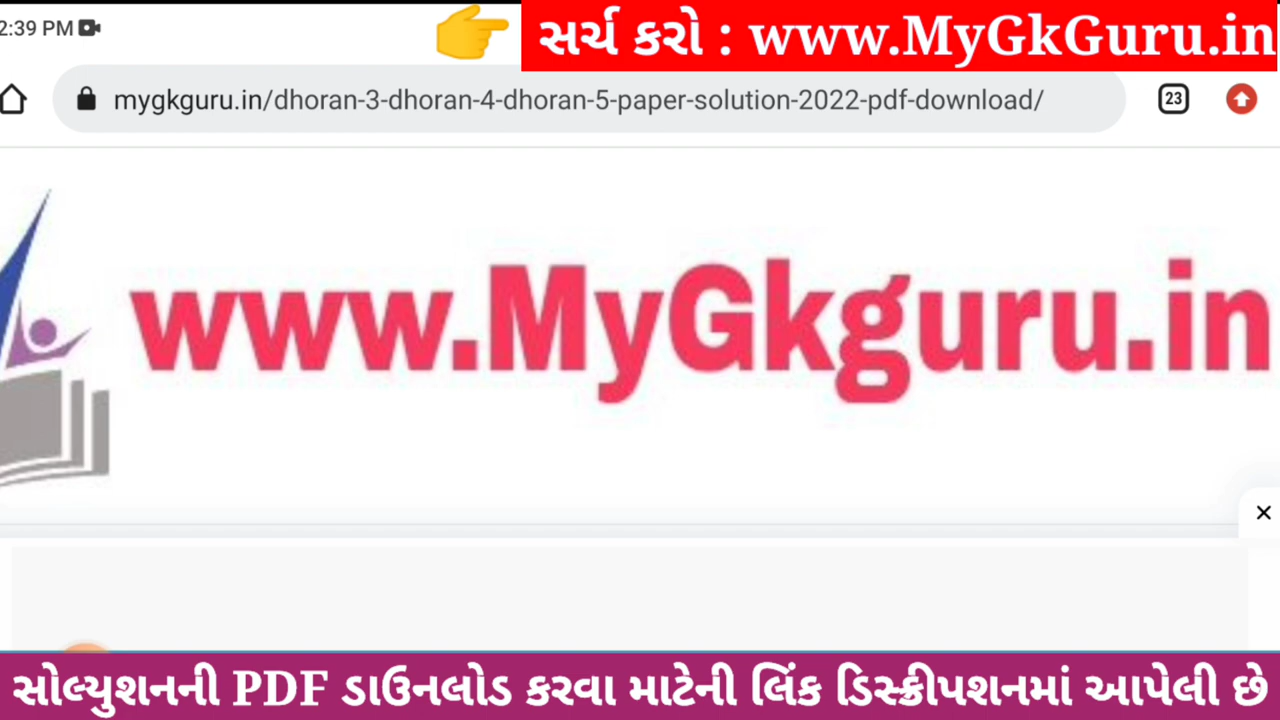 2:39 PM
સર્ચ કરો : www.MyGkGuru.in
mygkguru.in/dhoran-3-dhoran-4-dhoran-5-paper-solution-2022-pdf-download/
23
www.MyGkguru.in
સોલ્યુશનની PDF ડાઉનલોડ કરવા માટેની લિંક ડિસ્ક્રીપશનમાં આપેલી છે